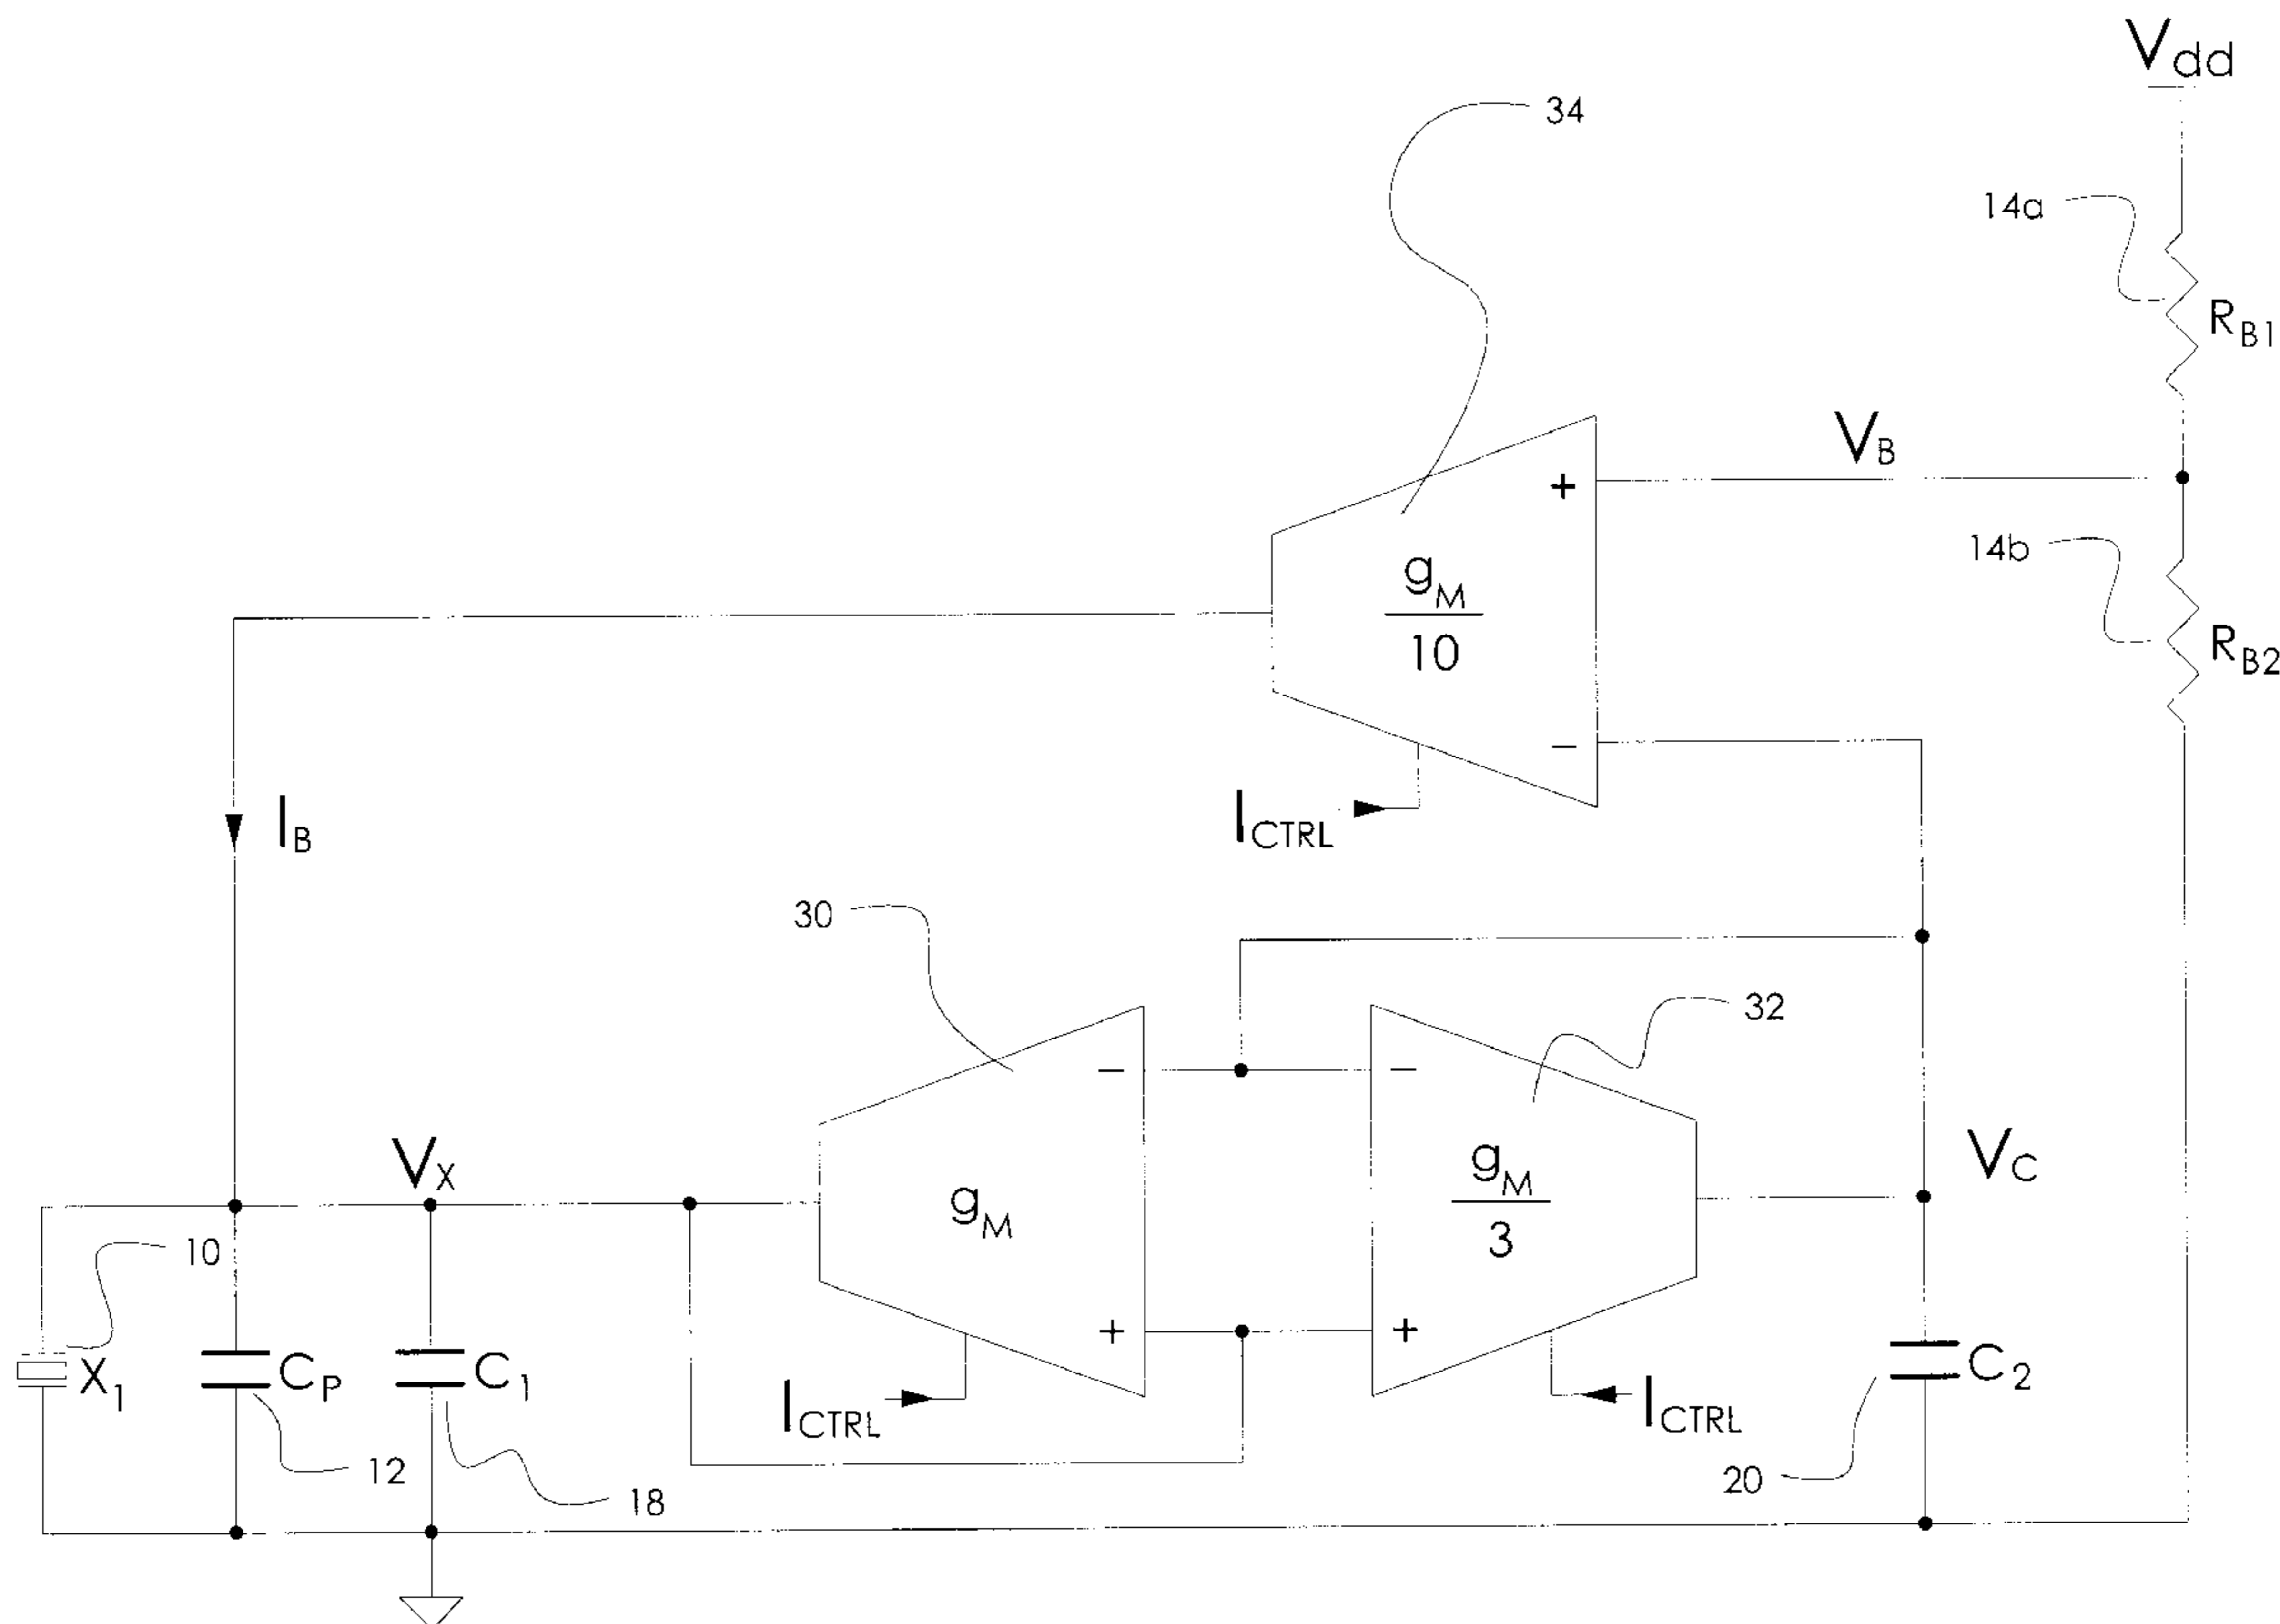 Vdd
34
14a
RB1
VB
+
gM
10
14b
RB2
−
ICTRL
IB
30
32
−
−
VX
gM
gM
3
VC
10
X1
CP
C1
+
+
C2
ICTRL
ICTRL
12
18
20